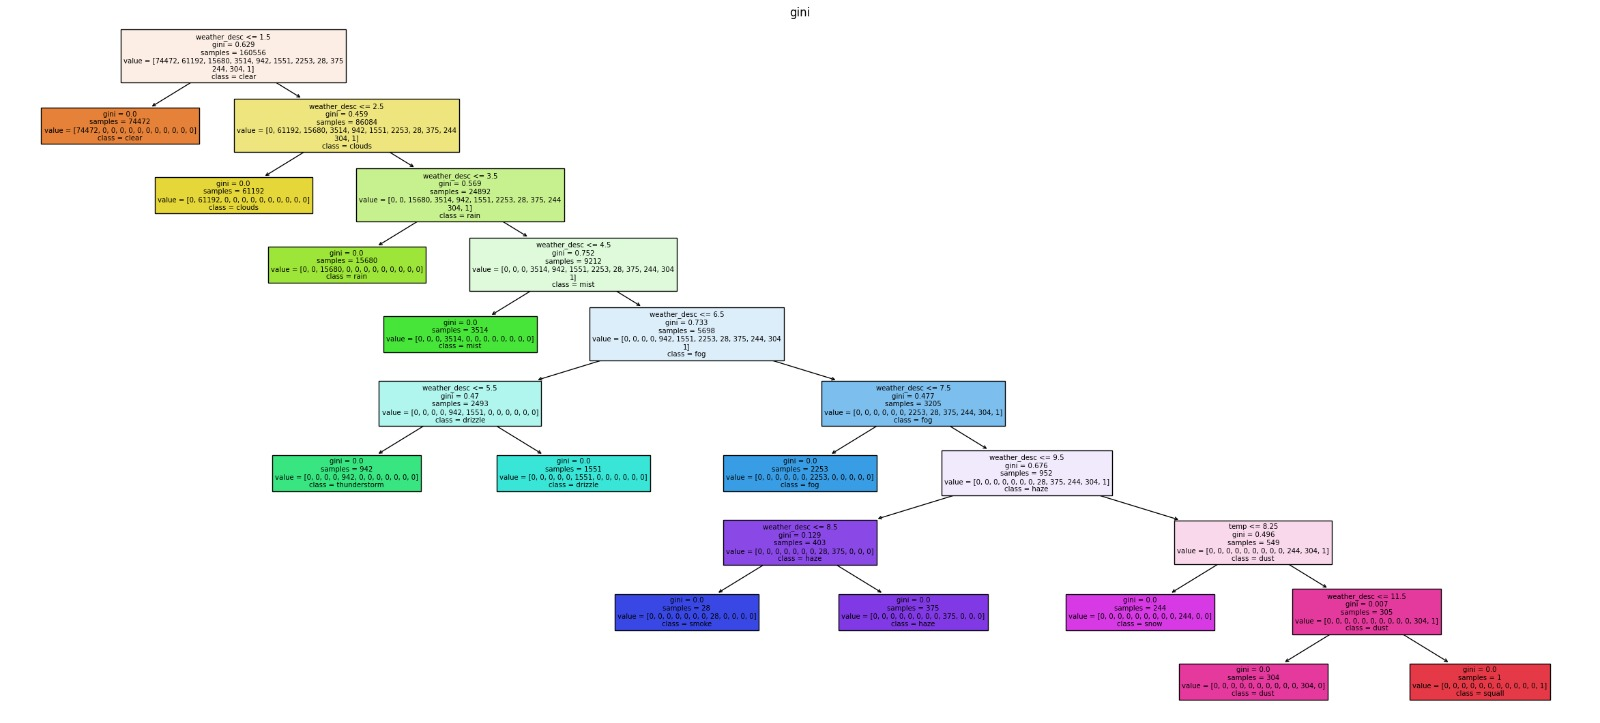 gini
weather_desc <= 1.5
gini = 0.629
samples = 160556
value = [74472, 61192, 15680, 3514, 942, 1551, 2253, 28, 375
244, 304, 1]
class = clear
gini = 0.0
samples = 74472
value = [74472, 0, 0, 0, 0, 0, 0, 0, 0, 0, 0, 0]
class = clear
weather_desc <= 2.5
gini = 0.459
samples = 86084
value = [0, 61192, 15680, 3514, 942, 1551, 2253, 28, 375, 244
304, 1]
class = clouds
gini = 0.0
samples = 61192
value = [0, 61192, 0, 0, 0, 0, 0, 0, 0, 0, 0, 0]
class = clouds
weather_desc <= 3.5
gini = 0.569
samples = 24892
value = [0, 0, 15680, 3514, 942, 1551, 2253, 28, 375, 244
304, 1]
class = rain
gini = 0.0
samples = 15680
value = [0, 0, 15680, 0, 0, 0, 0, 0, 0, 0, 0, 0]
class = rain
weather_desc <= 4.5
gini = 0.752
samples = 9212
value = [0, 0, 0, 3514, 942, 1551, 2253, 28, 375, 244, 304
1]
class = mist
gini = 0.0
samples = 3514
value = [0, 0, 0, 3514, 0, 0, 0, 0, 0, 0, 0, 0]
class = mist
weather_desc <= 6.5
gini = 0.733
samples = 5698
value = [0, 0, 0, 0, 942, 1551, 2253, 28, 375, 244, 304
1]
class = fog
weather_desc <= 5.5
gini = 0.47
samples = 2493
value = [0, 0, 0, 0, 942, 1551, 0, 0, 0, 0, 0, 0]
class = drizzle
weather_desc <= 7.5
gini = 0.477
samples = 3205
value = [0, 0, 0, 0, 0, 0, 2253, 28, 375, 244, 304, 1]
class = fog
gini = 0.0
samples = 942
value = [0, 0, 0, 0, 942, 0, 0, 0, 0, 0, 0, 0]
class = thunderstorm
gini = 0.0
samples = 1551
value = [0, 0, 0, 0, 0, 1551, 0, 0, 0, 0, 0, 0]
class = drizzle
gini = 0.0
samples = 2253
value = [0, 0, 0, 0, 0, 0, 2253, 0, 0, 0, 0, 0]
class = fog
weather_desc <= 9.5
gini = 0.676
samples = 952
value = [0, 0, 0, 0, 0, 0, 0, 28, 375, 244, 304, 1]
class = haze
weather_desc <= 8.5
gini = 0.129
samples = 403
value = [0, 0, 0, 0, 0, 0, 0, 28, 375, 0, 0, 0]
class = haze
temp <= 8.25
gini = 0.496
samples = 549
value = [0, 0, 0, 0, 0, 0, 0, 0, 0, 244, 304, 1]
class = dust
gini = 0.0
samples = 28
value = [0, 0, 0, 0, 0, 0, 0, 28, 0, 0, 0, 0]
class = smoke
gini = 0.0
samples = 375
value = [0, 0, 0, 0, 0, 0, 0, 0, 375, 0, 0, 0]
class = haze
gini = 0.0
samples = 244
value = [0, 0, 0, 0, 0, 0, 0, 0, 0, 244, 0, 0]
class = snow
weather_desc <= 11.5
gini = 0.007
samples = 305
value = [0, 0, 0, 0, 0, 0, 0, 0, 0, 0, 304, 1]
class = dust
gini = 0.0
samples = 304
value = [0, 0, 0, 0, 0, 0, 0, 0, 0, 0, 304, 0]
class = dust
gini = 0.0
samples = 1
value = [0, 0, 0, 0, 0, 0, 0, 0, 0, 0, 0, 1]
class = squall